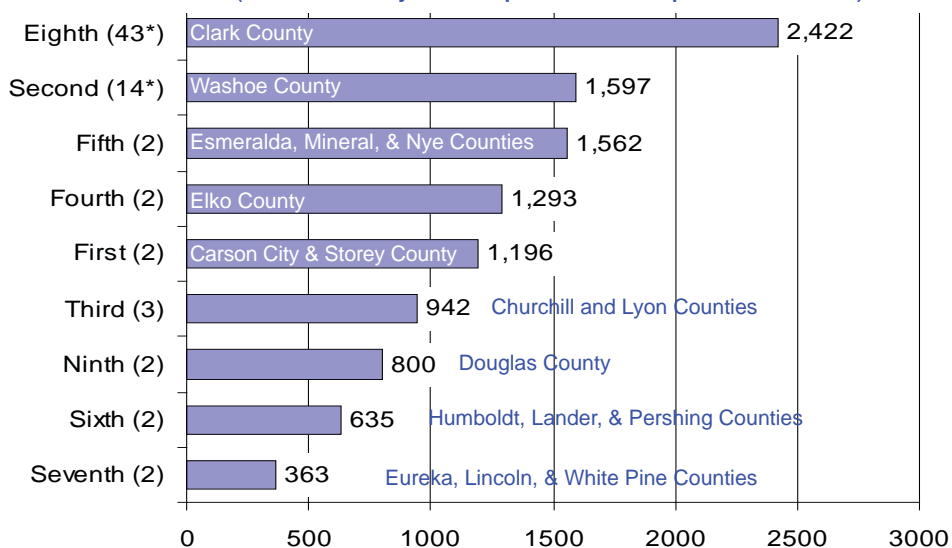 Eighth (43*) Clark County 2,422
Second (14*) Washoe County 1,597
Fifth (2) Esmeralda, Mineral, & Nye Counties 1,562
Fourth (2) Elko County 1,293
First (2) Carson City & Storey County 1,196
Third (3) 942 Churchill and Lyon Counties
Ninth (2) 800 Douglas County
Sixth (2) 635 Humboldt, Lander, & Pershing Counties
Seventh (2) 363 Eureka, Lincoln, & White Pine Counties
0 500 1000 1500 2000 2500 3000